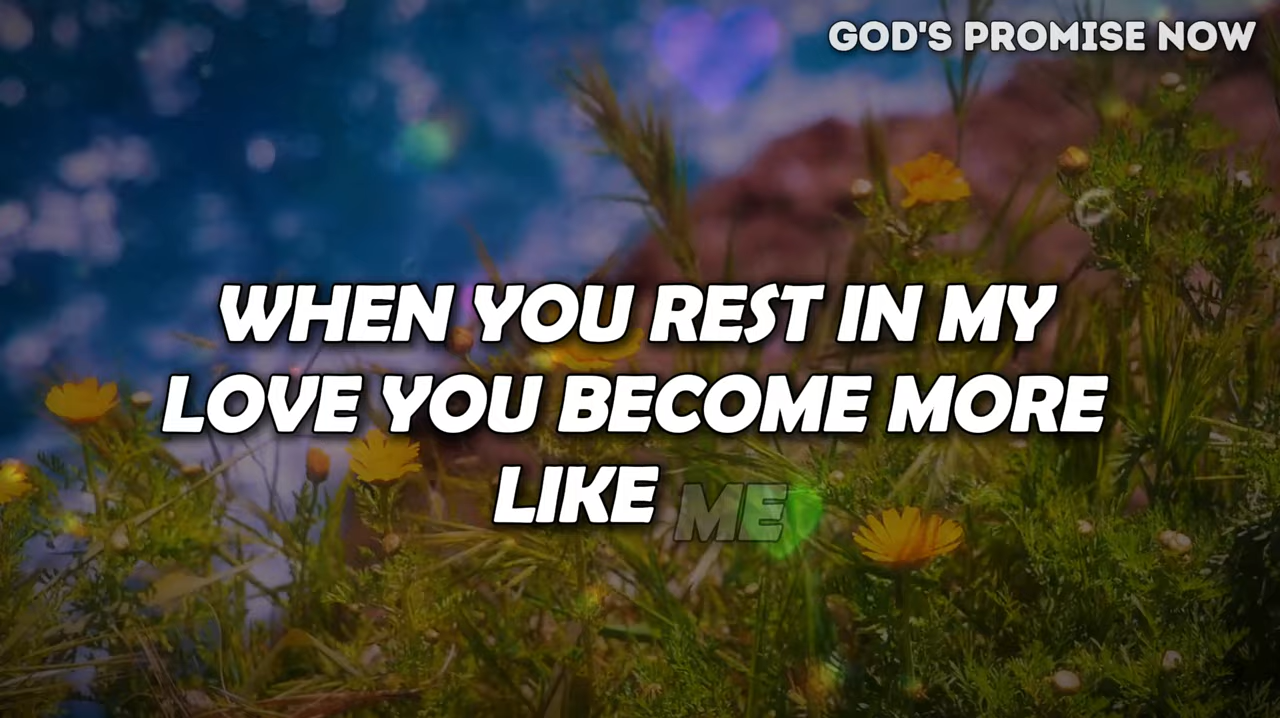 GOD'S PROMISE NOW
WHEN YOU REST IN MY
LOVE YOU BECOME MORE
LIKE ME